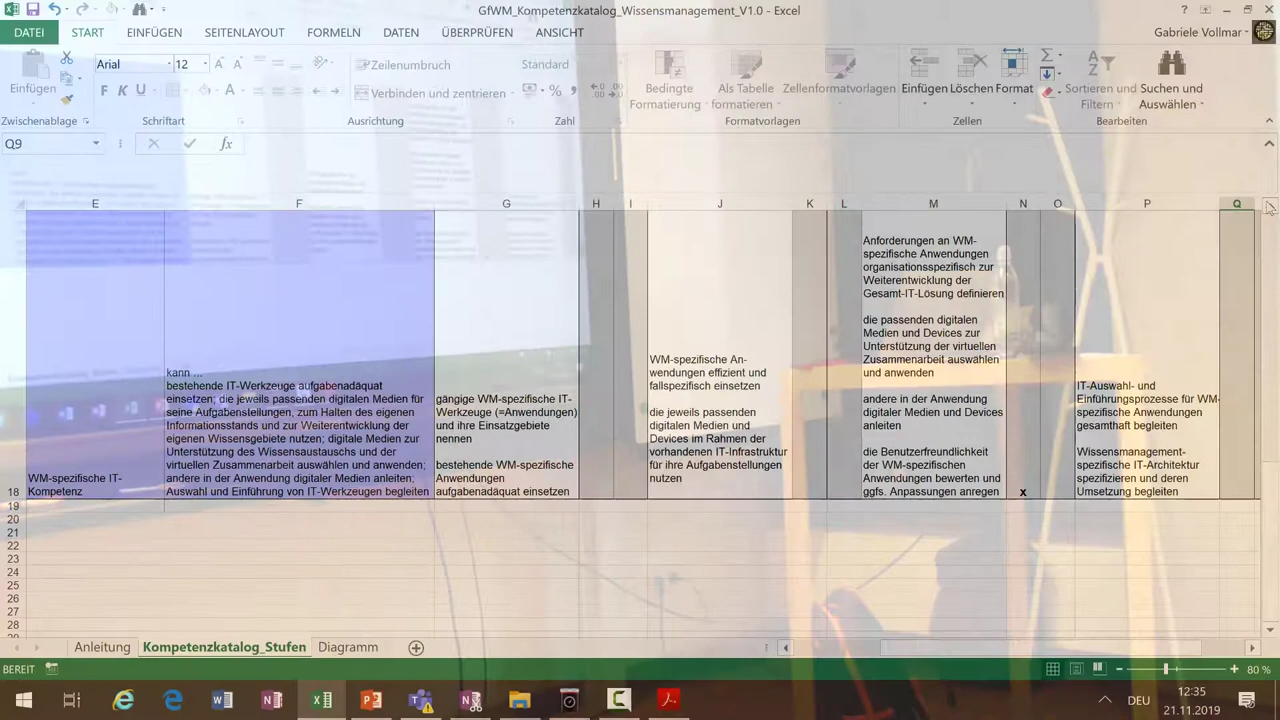 GfWM_Kompetenzkatalog_Wissensmanagement_V1.0 - Excel
DATEI START EINFÜGEN SEITENLAYOUT FORMELN DATEN ÜBERPRÜFEN ANSICHT Gabriele Vollmar
Arial 12 Zeilenumbruch Standard
Einfügen F K U Verbinden und zentrieren % Bedingte Formatierung Als Tabelle formatieren Zellenformatvorlagen Einfügen Löschen Format Sortieren und Filtern Suchen und Auswählen
Zwischenablage Schriftart Ausrichtung Zahl Formatvorlagen Zellen Bearbeiten
Q9 fx
E F G H I J K L M N O P Q
18
WM-spezifische IT-
Kompetenz
kann ...
bestehende IT-Werkzeuge aufgabenadäquat
einsetzen; die jeweils passenden digitalen Medien für
seine Aufgabenstellungen, zum Halten des eigenen
Informationsstands und zur Weiterentwicklung der
eigenen Wissensgebiete nutzen; digitale Medien zur
Unterstützung des Wissensaustauschs und der
virtuellen Zusammenarbeit auswählen und anwenden;
andere in der Anwendung digitaler Medien anleiten;
Auswahl und Einführung von IT-Werkzeugen begleiten
gängige WM-spezifische IT-
Werkzeuge (=Anwendungen)
und ihre Einsatzgebiete
nennen
bestehende WM-spezifische
Anwendungen
aufgabenadäquat einsetzen
WM-spezifische An-
wendungen effizient und
fallspezifisch einsetzen
die jeweils passenden
digitalen Medien und
Devices im Rahmen der
vorhandenen IT-Infrastruktur
für ihre Aufgabenstellungen
nutzen
Anforderungen an WM-
spezifische Anwendungen
organisationsspezifisch zur
Weiterentwicklung der
Gesamt-IT-Lösung definieren
die passenden digitalen
Medien und Devices zur
Unterstützung der virtuellen
Zusammenarbeit auswählen
und anwenden
andere in der Anwendung
digitaler Medien und Devices
anleiten
die Benutzerfreundlichkeit
der WM-spezifischen
Anwendungen bewerten und
ggfs. Anpassungen anregen
x
IT-Auswahl- und
Einführungsprozesse für WM-
spezifische Anwendungen
gesamthaft begleiten
Wissensmanagement-
spezifische IT-Architektur
spezifizieren und deren
Umsetzung begleiten
19
20
21
22
23
24
25
26
27
28
Anleitung Kompetenzkatalog_Stufen Diagramm
BEREIT 80 %
DEU 12:35
21.11.2019